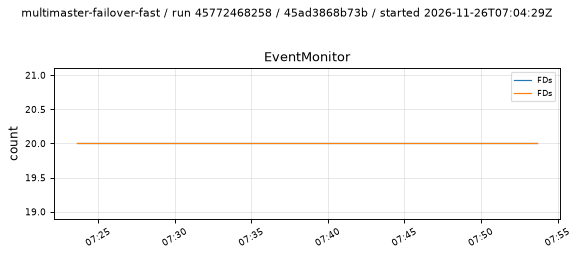 multimaster-failover-fast / run 45772468258 / 45ad3868b73b / started 2026-11-26T07:04:29Z
EventMonitor
21.0
20.5
20.0
19.5
19.0
count
FDs
FDs
07:25
07:30
07:35
07:40
07:45
07:50
07:55